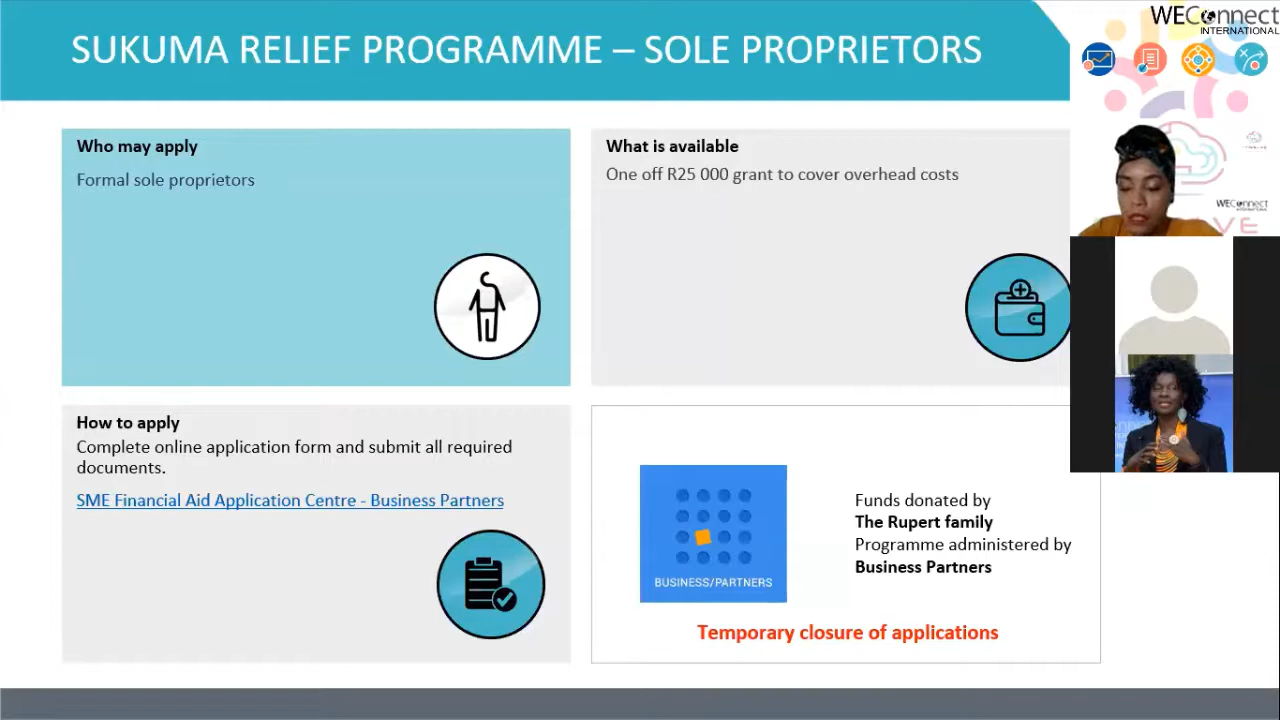 SUKUMA RELIEF PROGRAMME – SOLE PROPRIETORS
WEConnect
INTERNATIONAL
Who may apply
Formal sole proprietors
What is available
One off R25 000 grant to cover overhead costs
WEConnect
VE
How to apply
Complete online application form and submit all required
documents.
SME Financial Aid Application Centre - Business Partners
BUSINESS/PARTNERS
Funds donated by
The Rupert family
Programme administered by
Business Partners
Temporary closure of applications